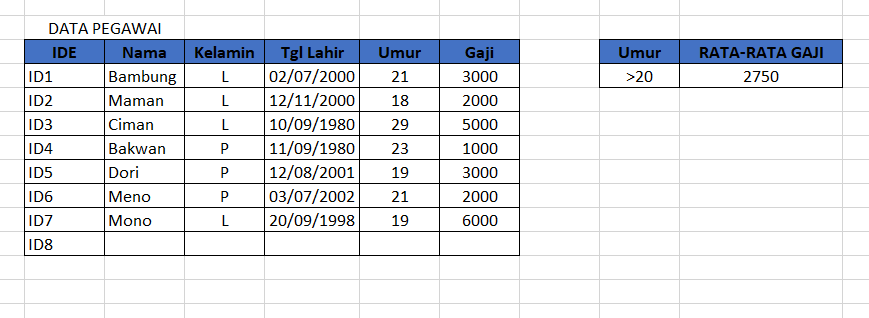 DATA PEGAWAI
IDE Nama Kelamin Tgl Lahir Umur Gaji Umur RATA-RATA GAJI
ID1 Bambung L 02/07/2000 21 3000 >20 2750
ID2 Maman L 12/11/2000 18 2000
ID3 Ciman L 10/09/1980 29 5000
ID4 Bakwan P 11/09/1980 23 1000
ID5 Dori P 12/08/2001 19 3000
ID6 Meno P 03/07/2002 21 2000
ID7 Mono L 20/09/1998 19 6000
ID8